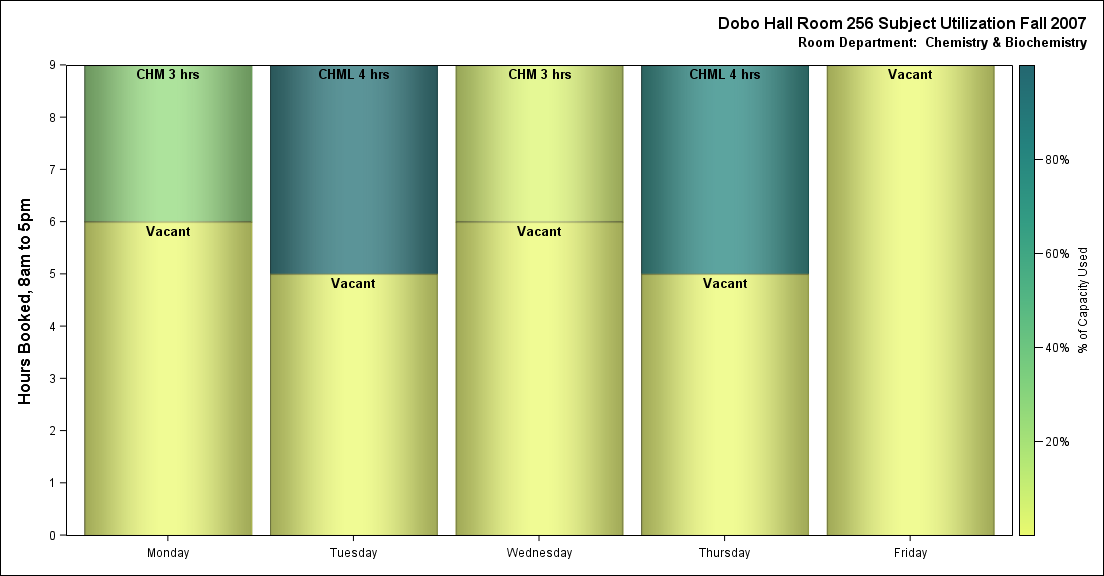 Dobo Hall Room 256 Subject Utilization Fall 2007
Room Department:  Chemistry & Biochemistry
Hours Booked, 8am to 5pm
9
8
7
6
5
4
3
2
1
0
CHM 3 hrs
Vacant
CHML 4 hrs
Vacant
CHM 3 hrs
Vacant
CHML 4 hrs
Vacant
Vacant
Monday
Tuesday
Wednesday
Thursday
Friday
80%
60%
40%
20%
% of Capacity Used